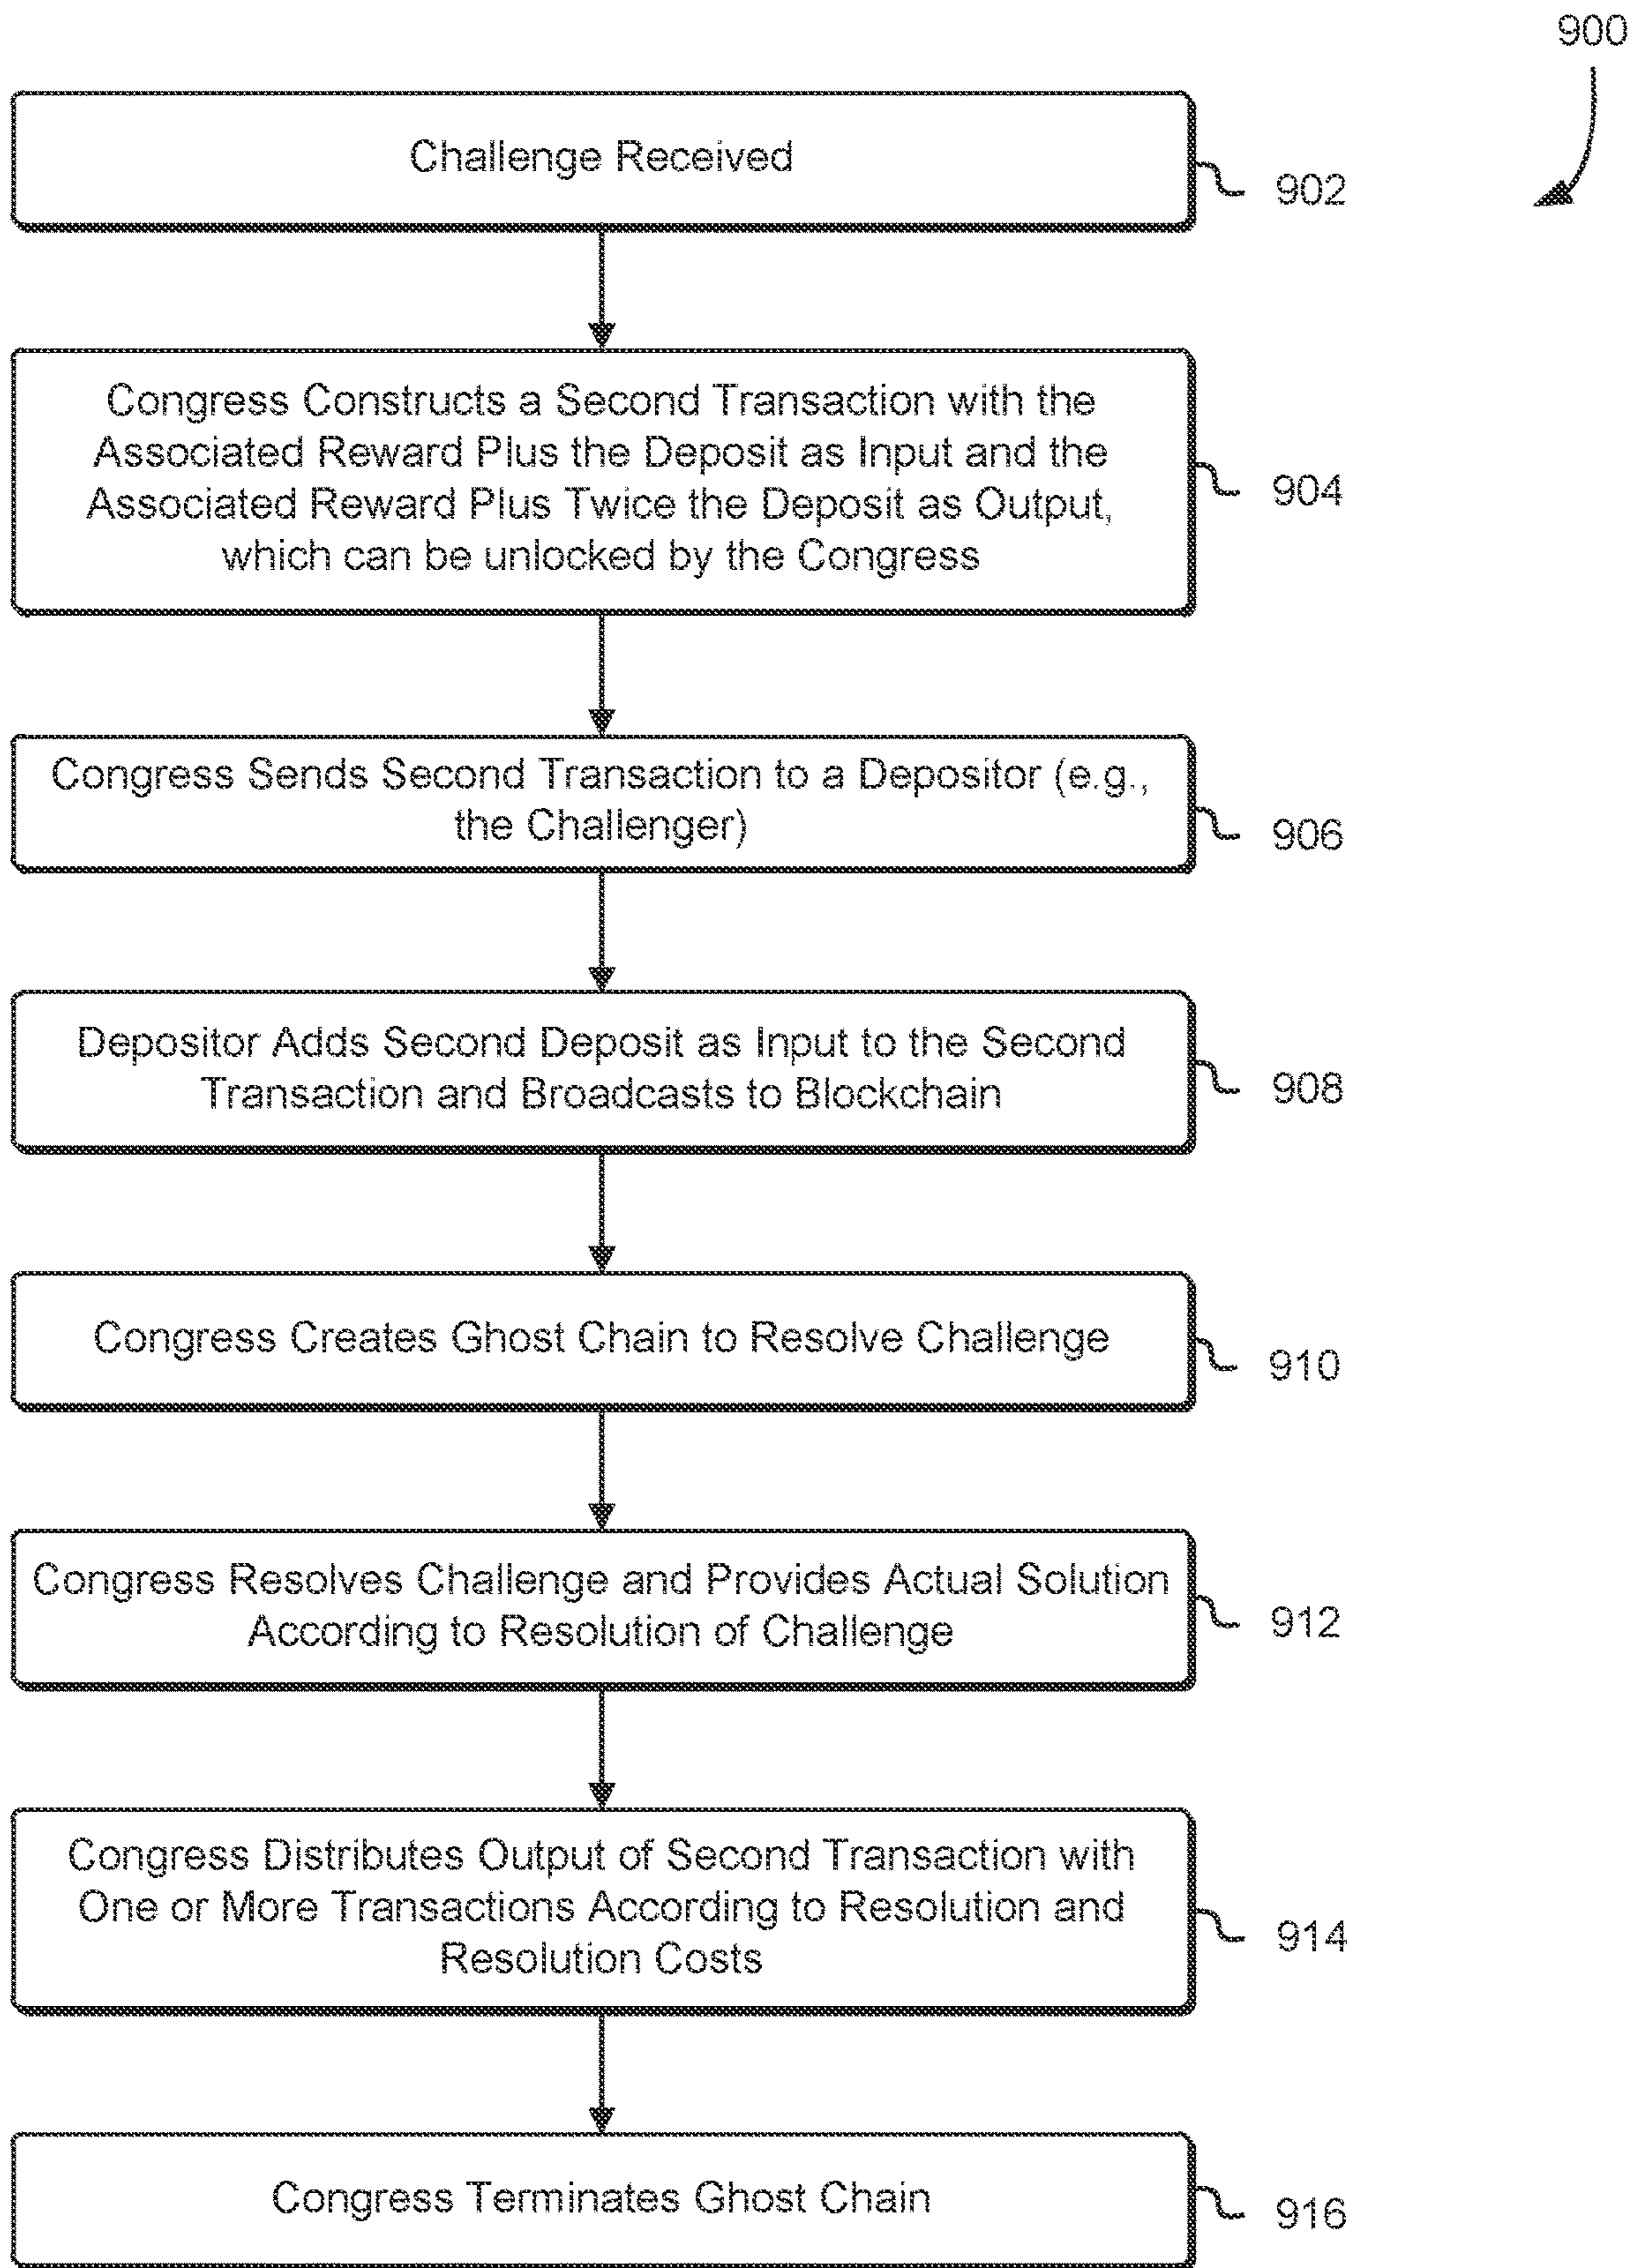 900
Challenge Received
902
Congress Constructs a Second Transaction with the
Associated Reward Plus the Deposit as Input and the
Associated Reward Plus Twice the Deposit as Output,
which can be unlocked by the Congress
904
Congress Sends Second Transaction to a Depositor (e.g.,
the Challenger)
906
Depositor Adds Second Deposit as Input to the Second
Transaction and Broadcasts to Blockchain
908
Congress Creates Ghost Chain to Resolve Challenge
910
Congress Resolves Challenge and Provides Actual Solution
According to Resolution of Challenge
912
Congress Distributes Output of Second Transaction with
One or More Transactions According to Resolution and
Resolution Costs
914
Congress Terminates Ghost Chain
916